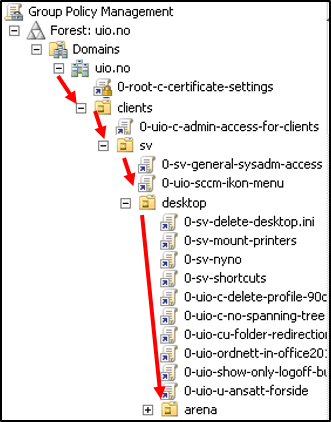 Group Policy Management
Forest: uio.no
Domains
uio.no
0-root-c-certificate-settings
clients
0-uio-c-admin-access-for-clients
sv
0-sv-general-sysadm-access
0-uio-sccm-ikon-menu
desktop
0-sv-delete-desktop.ini
0-sv-mount-printers
0-sv-nyno
0-sv-shortcuts
0-uio-c-delete-profile-90d
0-uio-c-no-spanning-tree
0-uio-cu-folder-redirection
0-uio-ordnett-in-office201
0-uio-show-only-logoff-bu
0-uio-u-ansatt-forside
arena